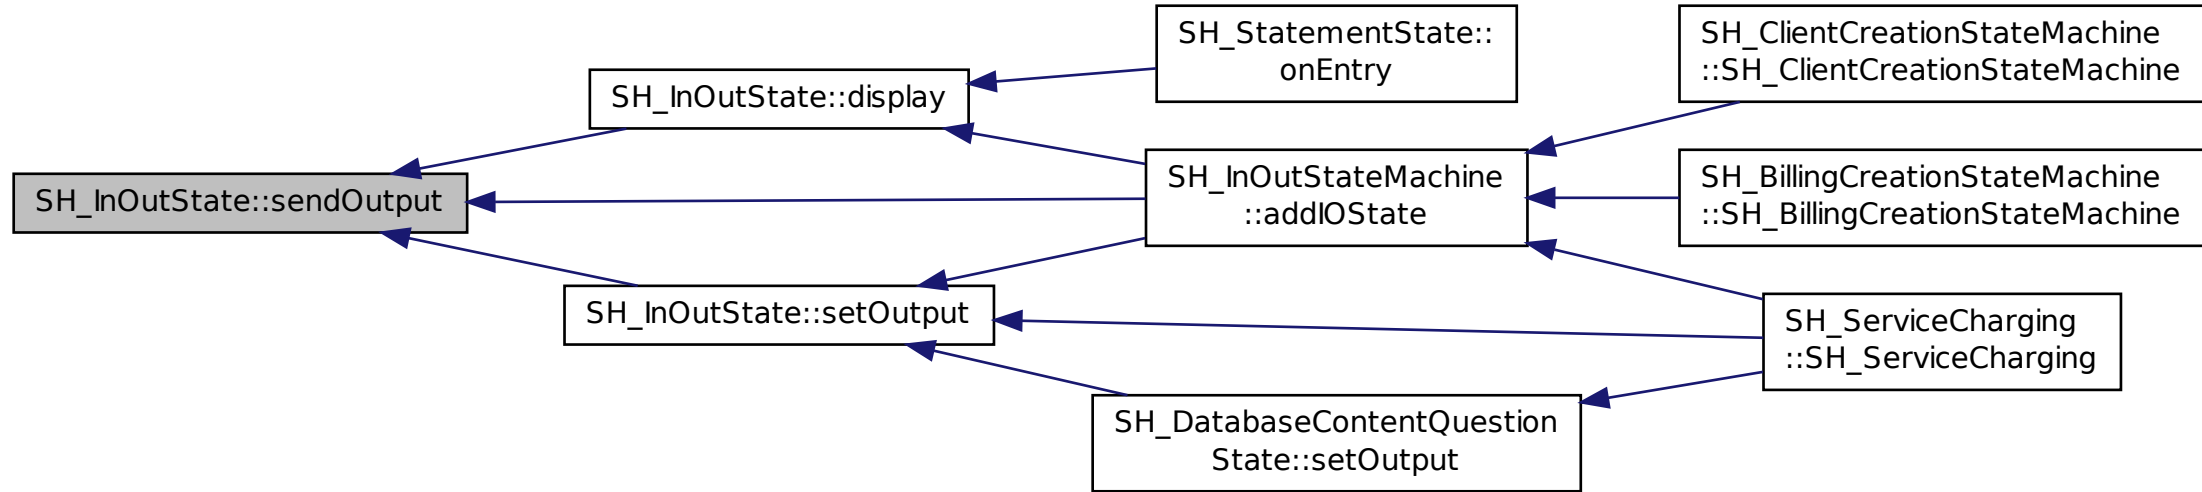 SH_InOutState::sendOutput
SH_InOutState::display
SH_InOutState::setOutput
SH_StatementState::
onEntry
SH_InOutStateMachine
::addIOState
SH_DatabaseContentQuestion
State::setOutput
SH_ClientCreationStateMachine
::SH_ClientCreationStateMachine
SH_BillingCreationStateMachine
::SH_BillingCreationStateMachine
SH_ServiceCharging
::SH_ServiceCharging